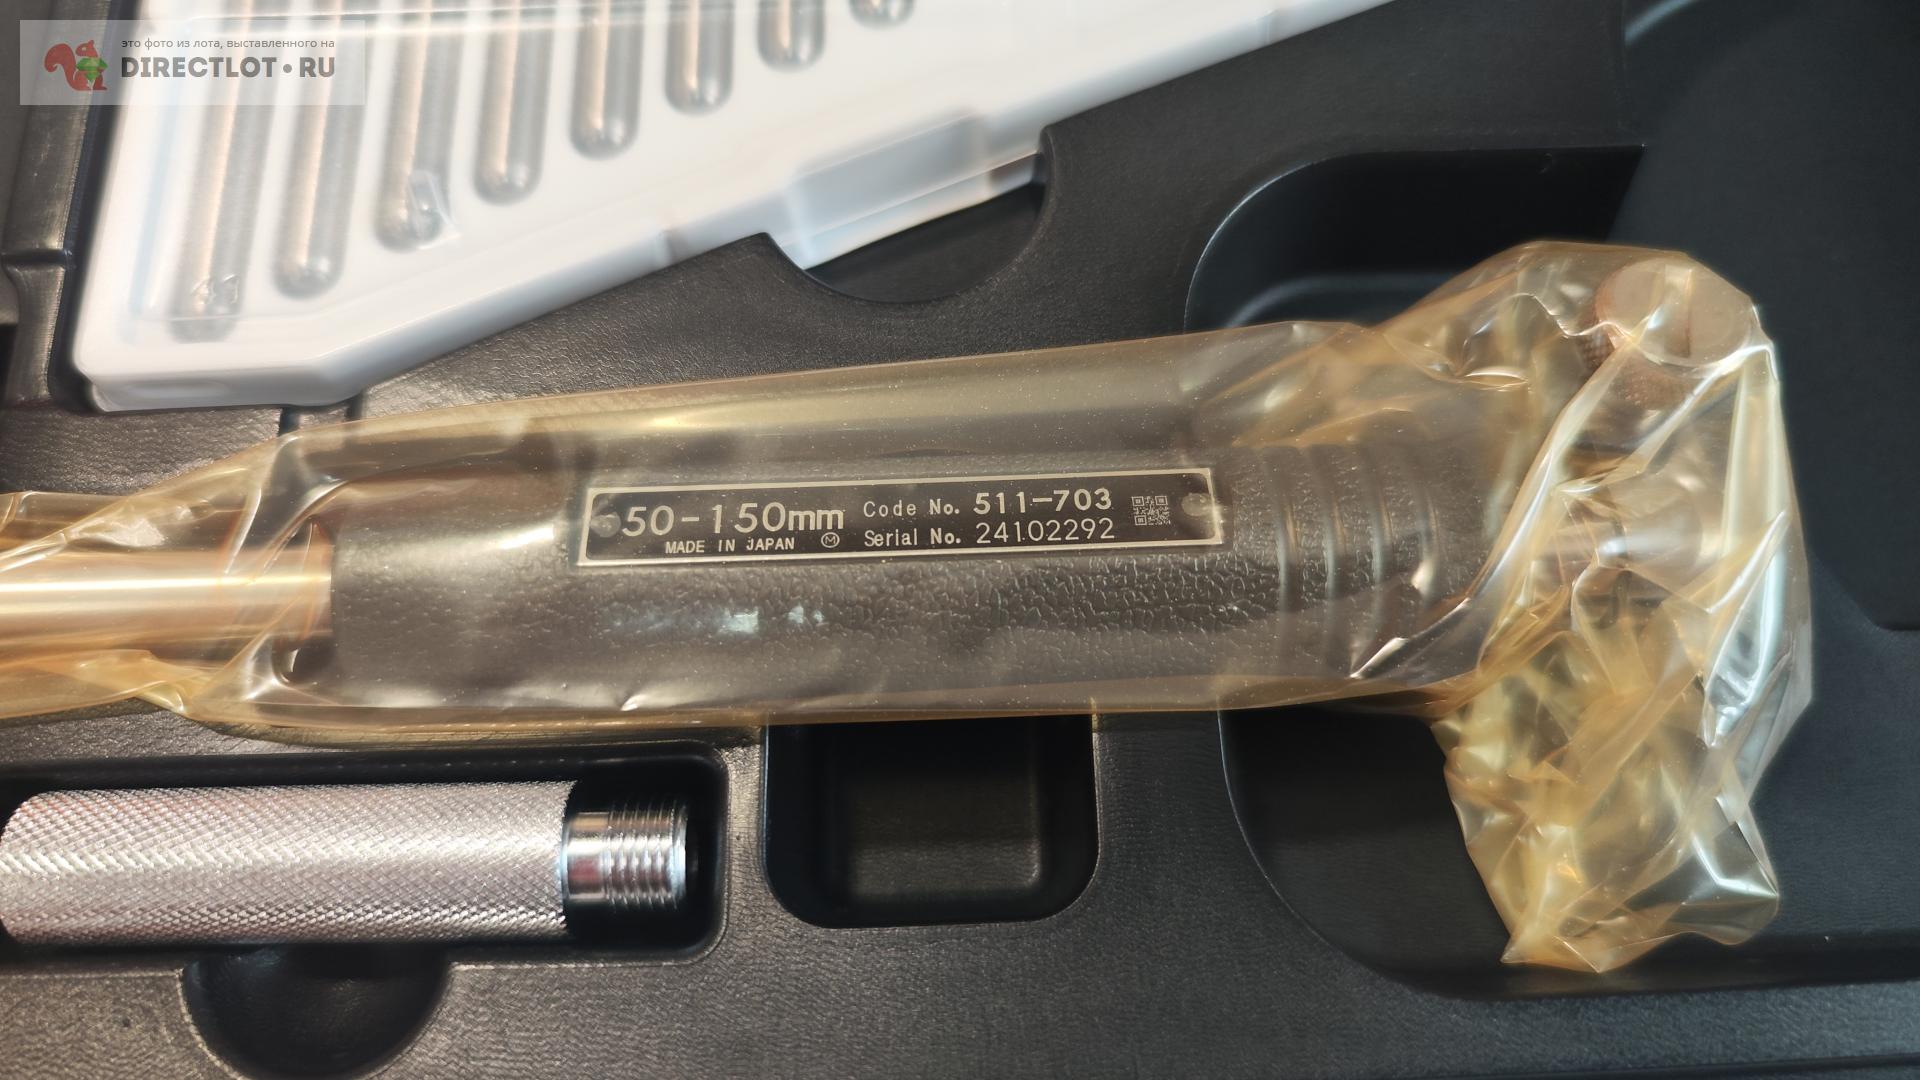 это фото из лота, выставленного на
DIRECTLOT•RU
50-150mm Code No. 511-703
MADE IN JAPAN Ⓜ Serial No. 24102292